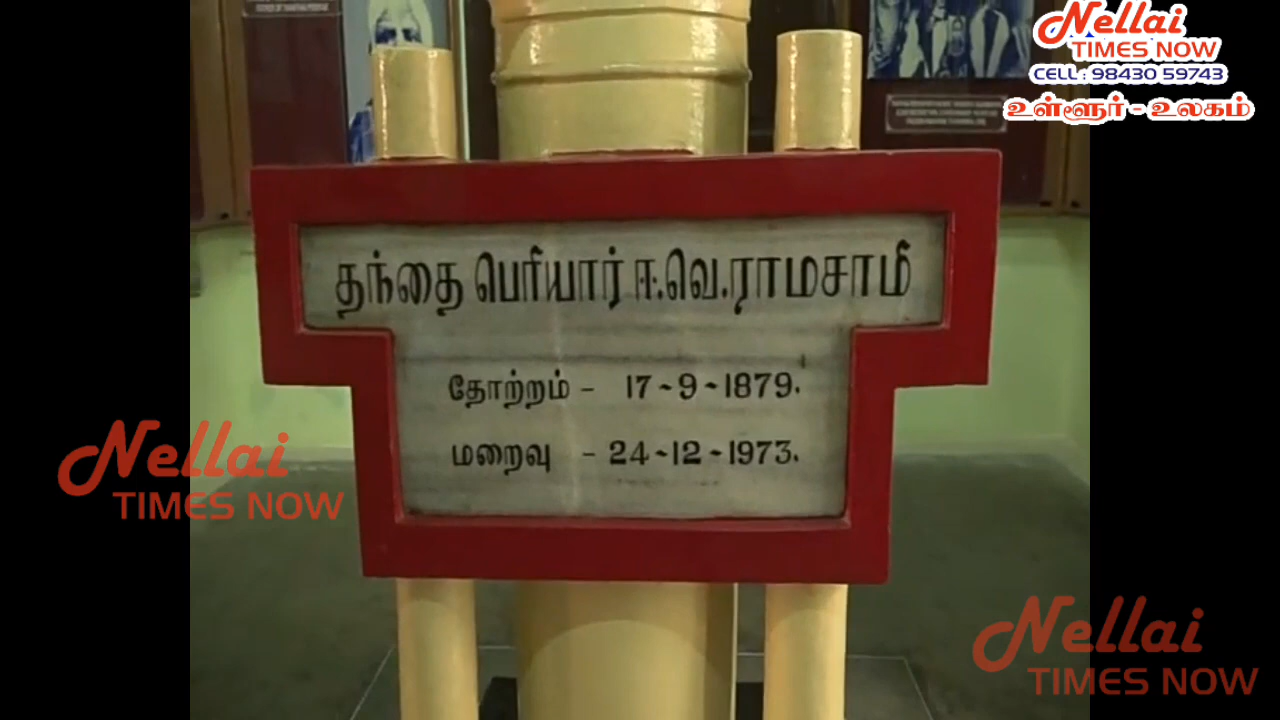 Nellai
TIMES NOW
CELL : 98430 59743
உள்ளூர் - உலகம்
தந்தை பெரியார் ஈ.வெ.ராமசாமி
தோற்றம் - 17-9-1879.
மறைவு - 24-12-1973.
Nellai
TIMES NOW
Nellai
TIMES NOW